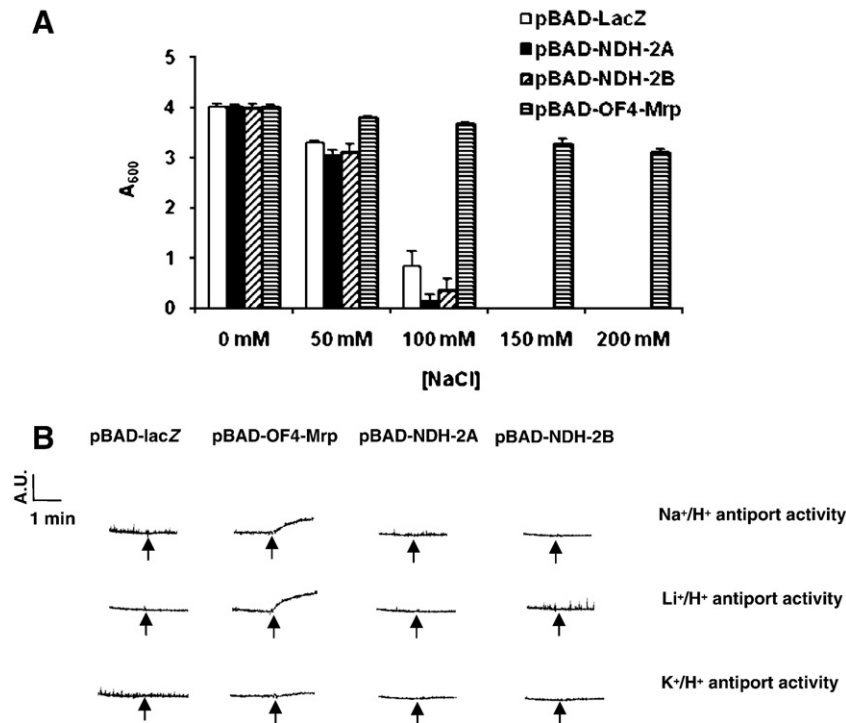 A
pBAD-LacZ
pBAD-NDH-2A
pBAD-NDH-2B
pBAD-OF4-Mrp
5
4
3
2
1
0
A600
0 mM
50 mM
100 mM
150 mM
200 mM
[NaCl]
B
pBAD-lacZ
pBAD-OF4-Mrp
pBAD-NDH-2A
pBAD-NDH-2B
A.U.
1 min
Na+/H+ antiport activity
Li+/H+ antiport activity
K+/H+ antiport activity